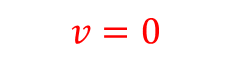 v = 0